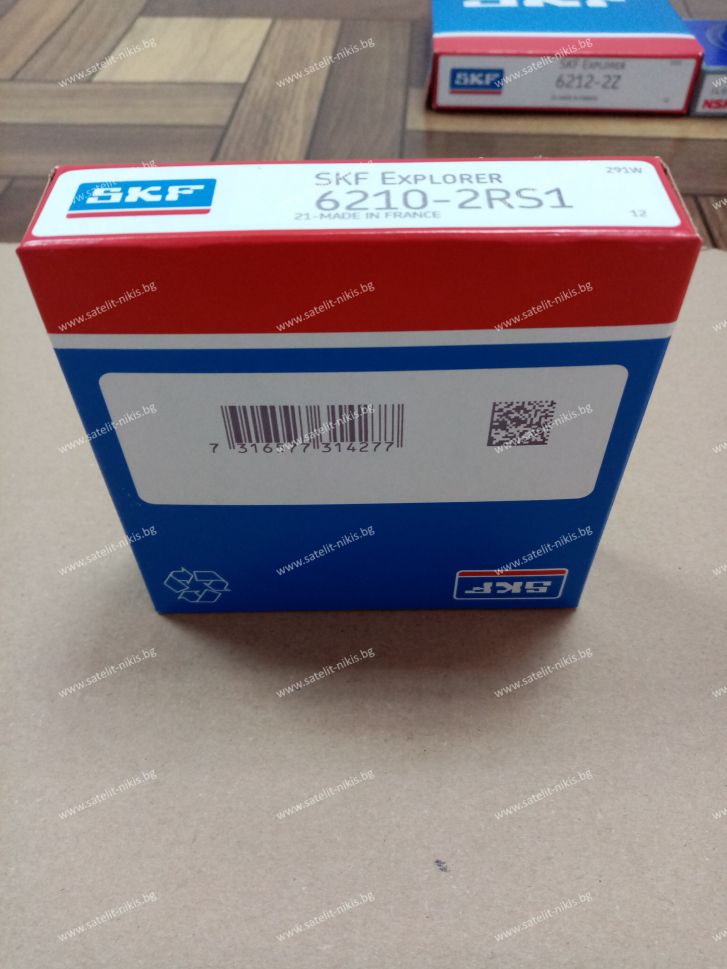 SKF
SKF EXPLORER
6212-2Z
NSK
SKF
SKF EXPLORER
6210-2RS1
21-MADE IN FRANCE
291W
12
7 316577 314277
SKF
www.satelit-nikis.bg